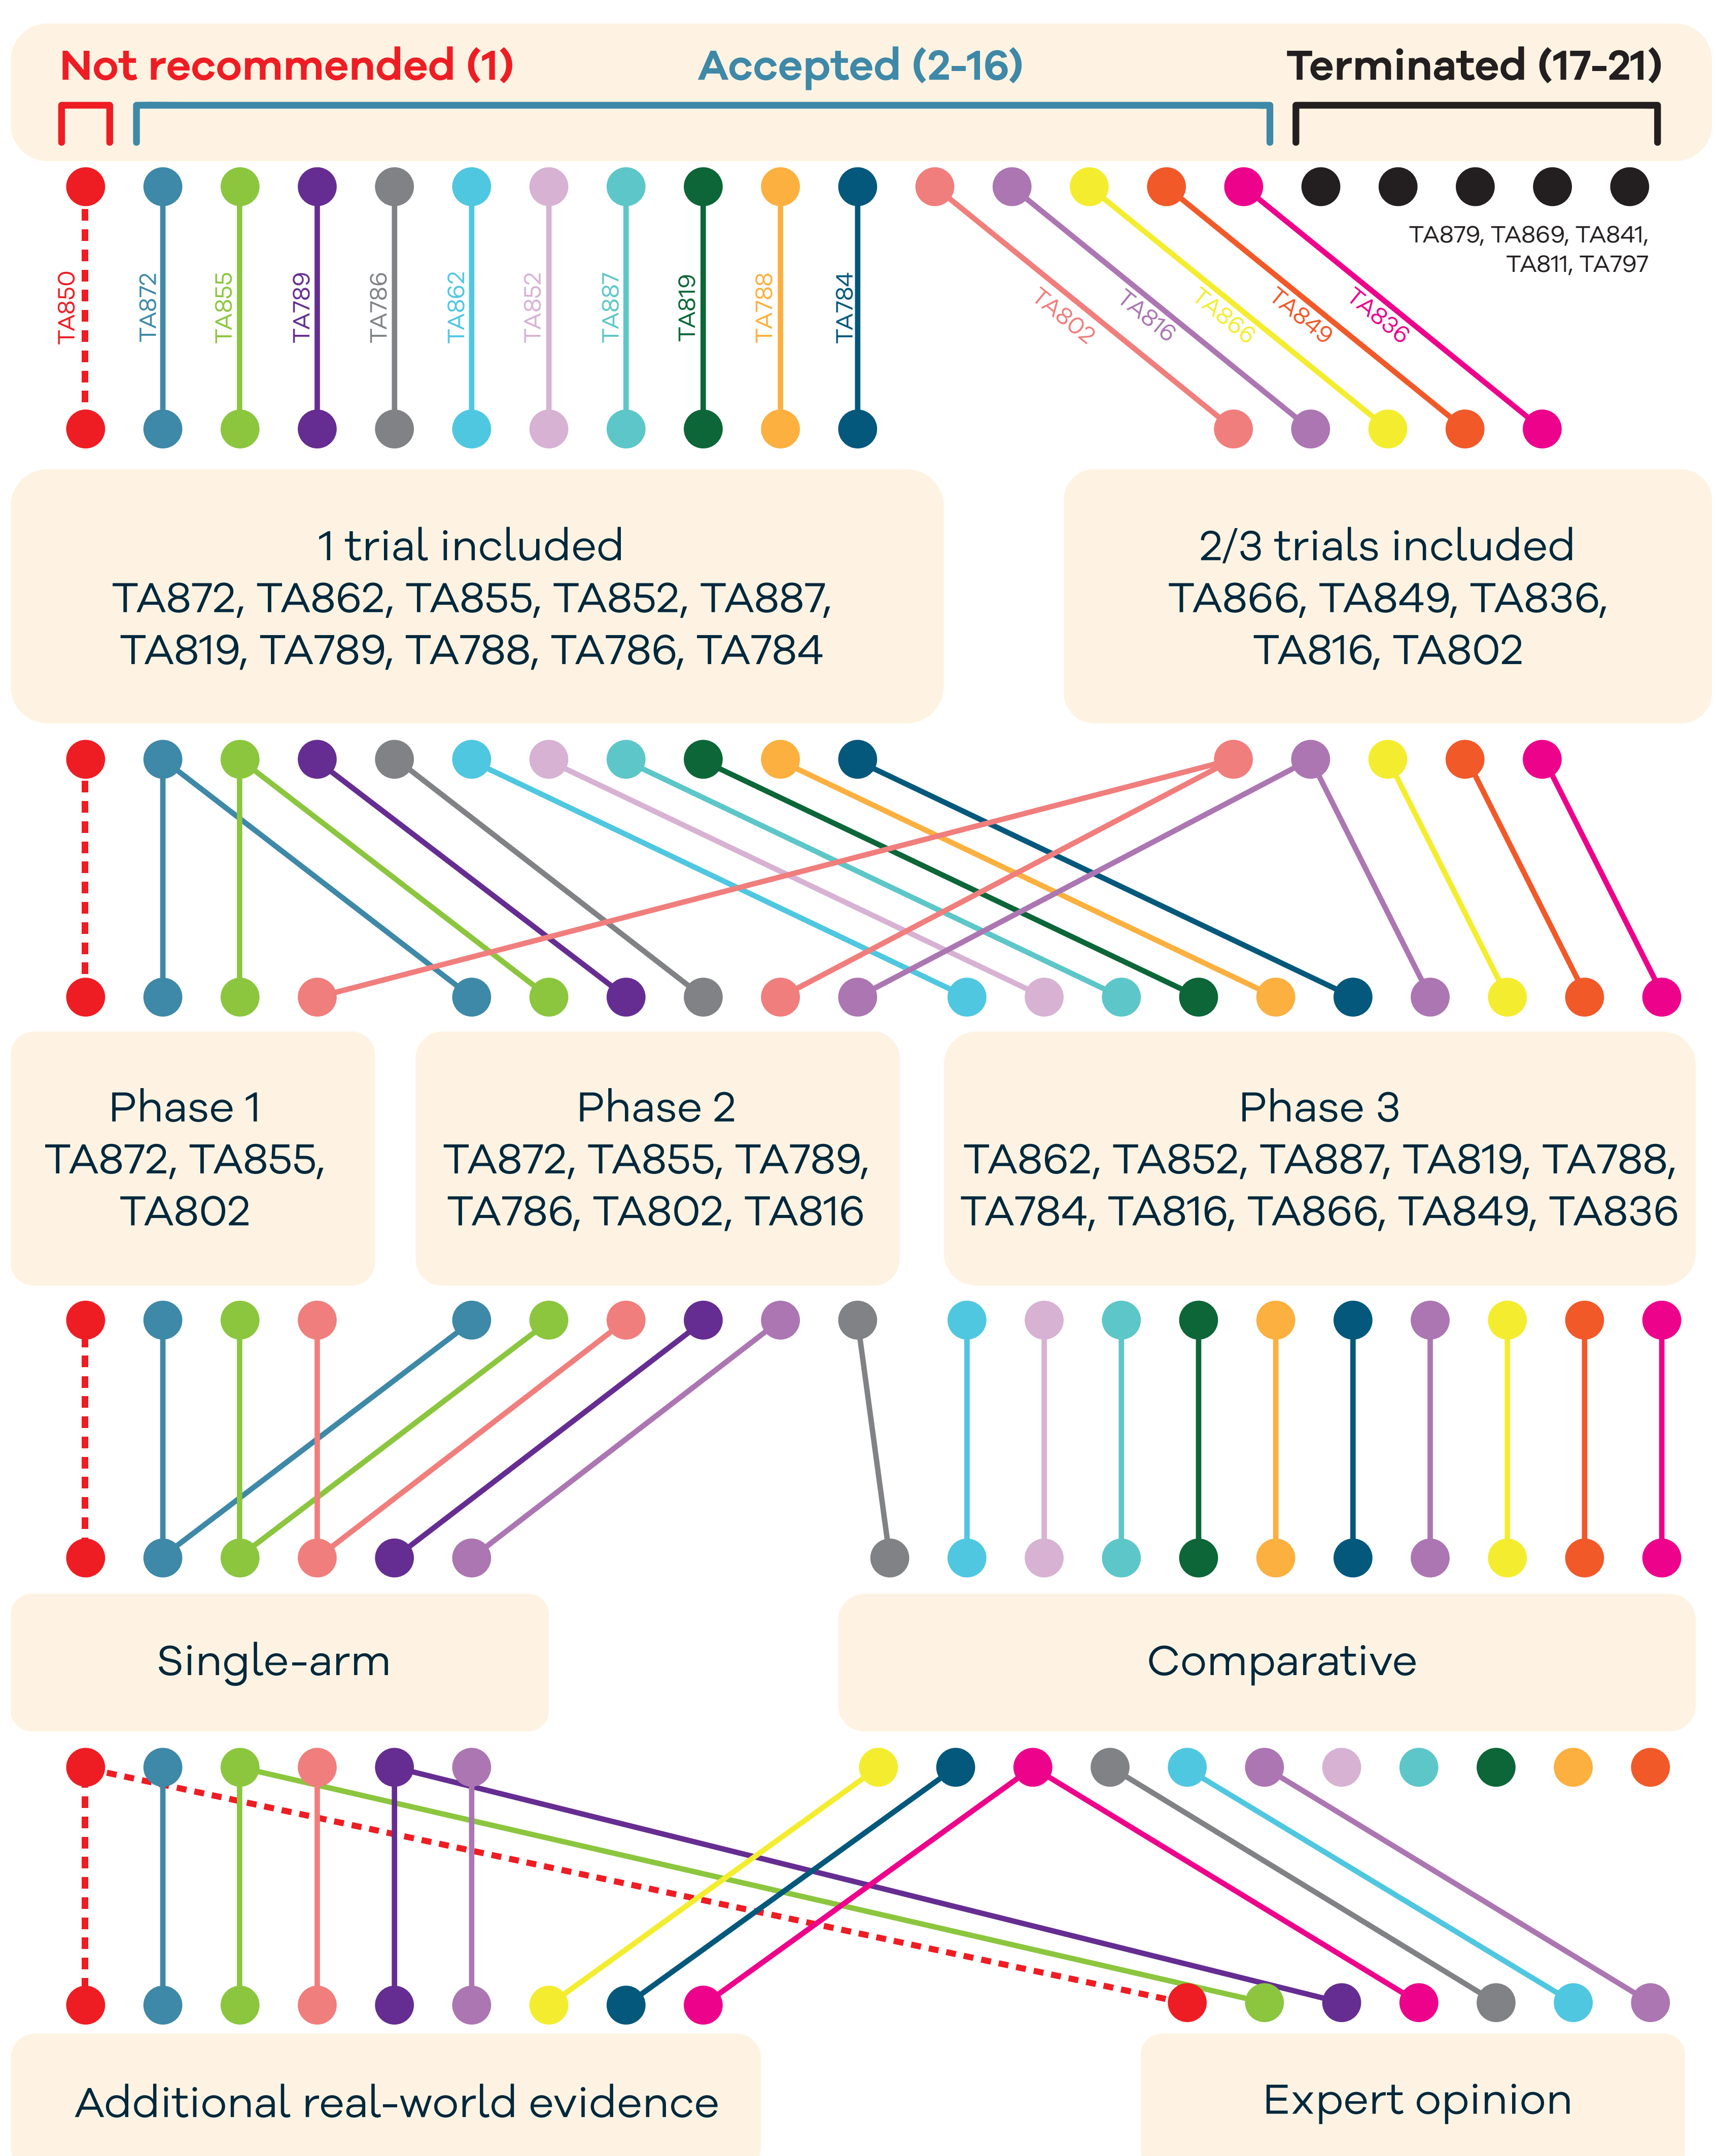 Not recommended (1)
Accepted (2-16)
Terminated (17-21)
TA879, TA869, TA841,
TA811, TA797
TA850
TA872
TA855
TA789
TA786
TA862
TA852
TA887
TA819
TA788
TA784
TA802
TA816
TA866
TA849
TA836
1 trial included
TA872, TA862, TA855, TA852, TA887,
TA819, TA789, TA788, TA786, TA784
2/3 trials included
TA866, TA849, TA836,
TA816, TA802
Phase 1
TA872, TA855,
TA802
Phase 2
TA872, TA855, TA789,
TA786, TA802, TA816
Phase 3
TA862, TA852, TA887, TA819, TA788,
TA784, TA816, TA866, TA849, TA836
Single-arm
Comparative
Additional real-world evidence
Expert opinion